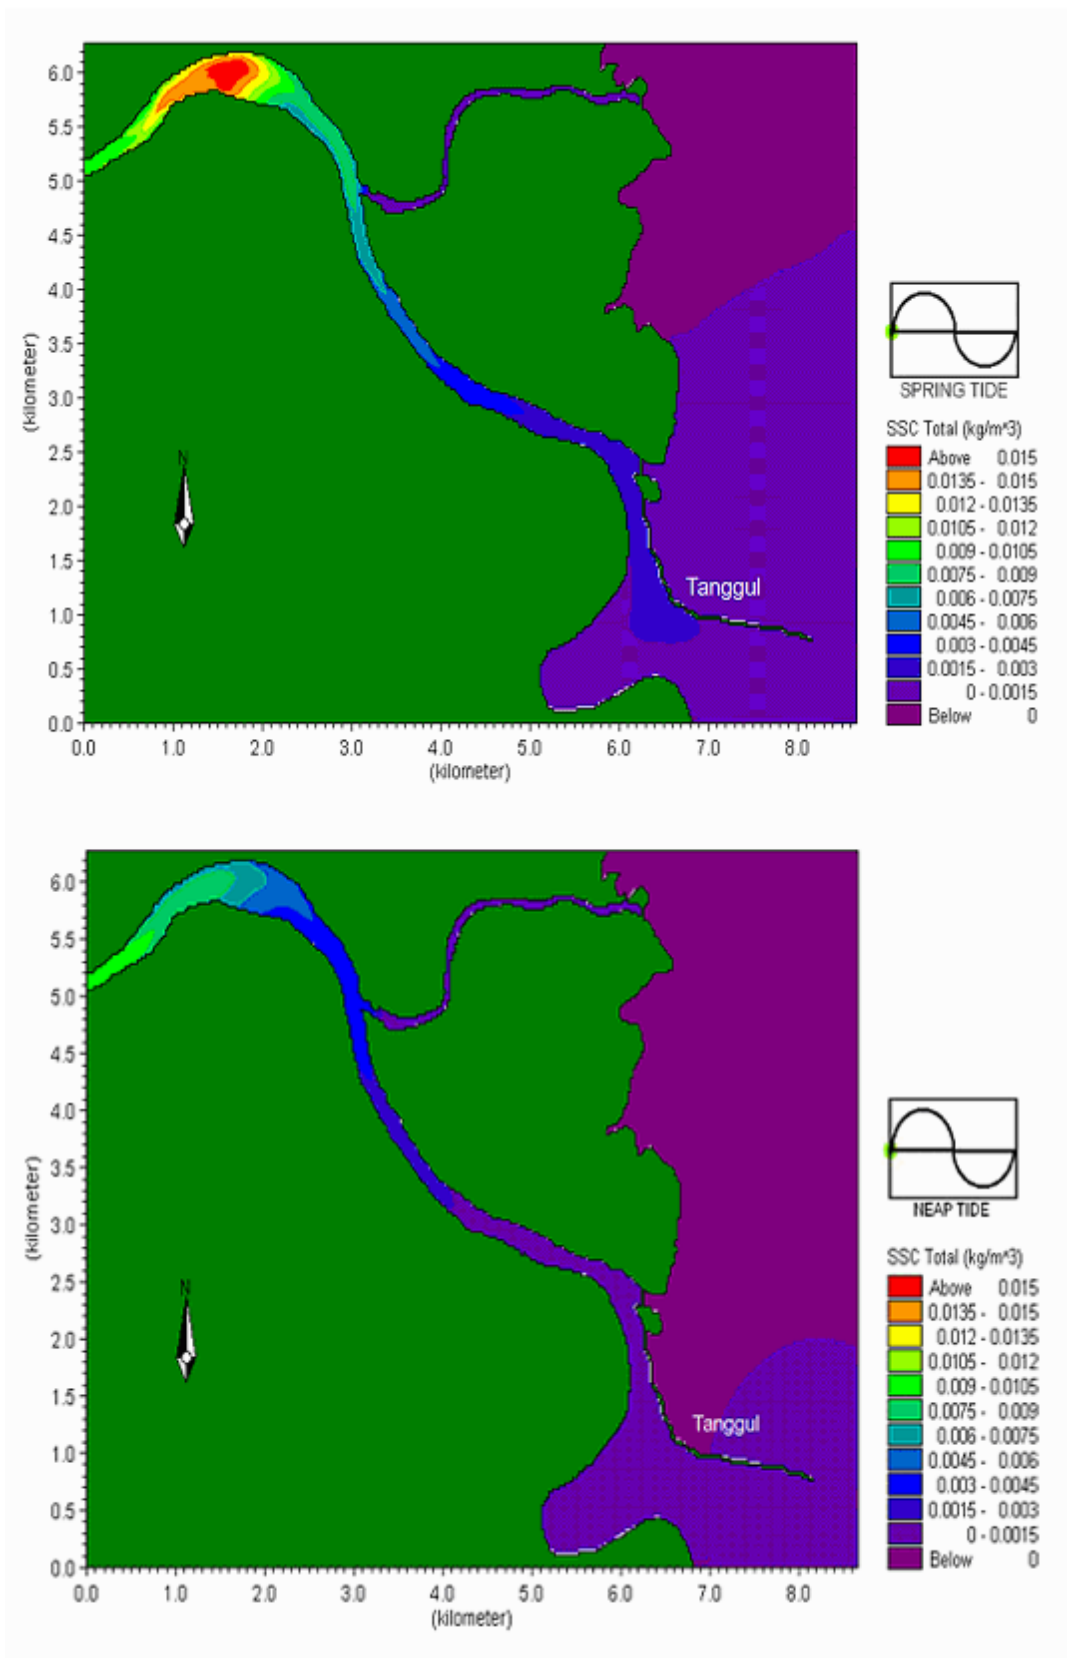 6.0
5.5
5.0
4.5
4.0
3.5
3.0
2.5
2.0
1.5
1.0
0.5
0.0
(kilometer)
N
Tanggul
0.0 1.0 2.0 3.0 4.0 5.0 6.0 7.0 8.0
(kilometer)
SPRING TIDE
SSC Total (kg/m^3)
Above 0.015
0.0135 - 0.015
0.012 - 0.0135
0.0105 - 0.012
0.009 - 0.0105
0.0075 - 0.009
0.006 - 0.0075
0.0045 - 0.006
0.003 - 0.0045
0.0015 - 0.003
0 - 0.0015
Below 0
6.0
5.5
5.0
4.5
4.0
3.5
3.0
2.5
2.0
1.5
1.0
0.5
0.0
(kilometer)
N
Tanggul
0.0 1.0 2.0 3.0 4.0 5.0 6.0 7.0 8.0
(kilometer)
NEAP TIDE
SSC Total (kg/m^3)
Above 0.015
0.0135 - 0.015
0.012 - 0.0135
0.0105 - 0.012
0.009 - 0.0105
0.0075 - 0.009
0.006 - 0.0075
0.0045 - 0.006
0.003 - 0.0045
0.0015 - 0.003
0 - 0.0015
Below 0